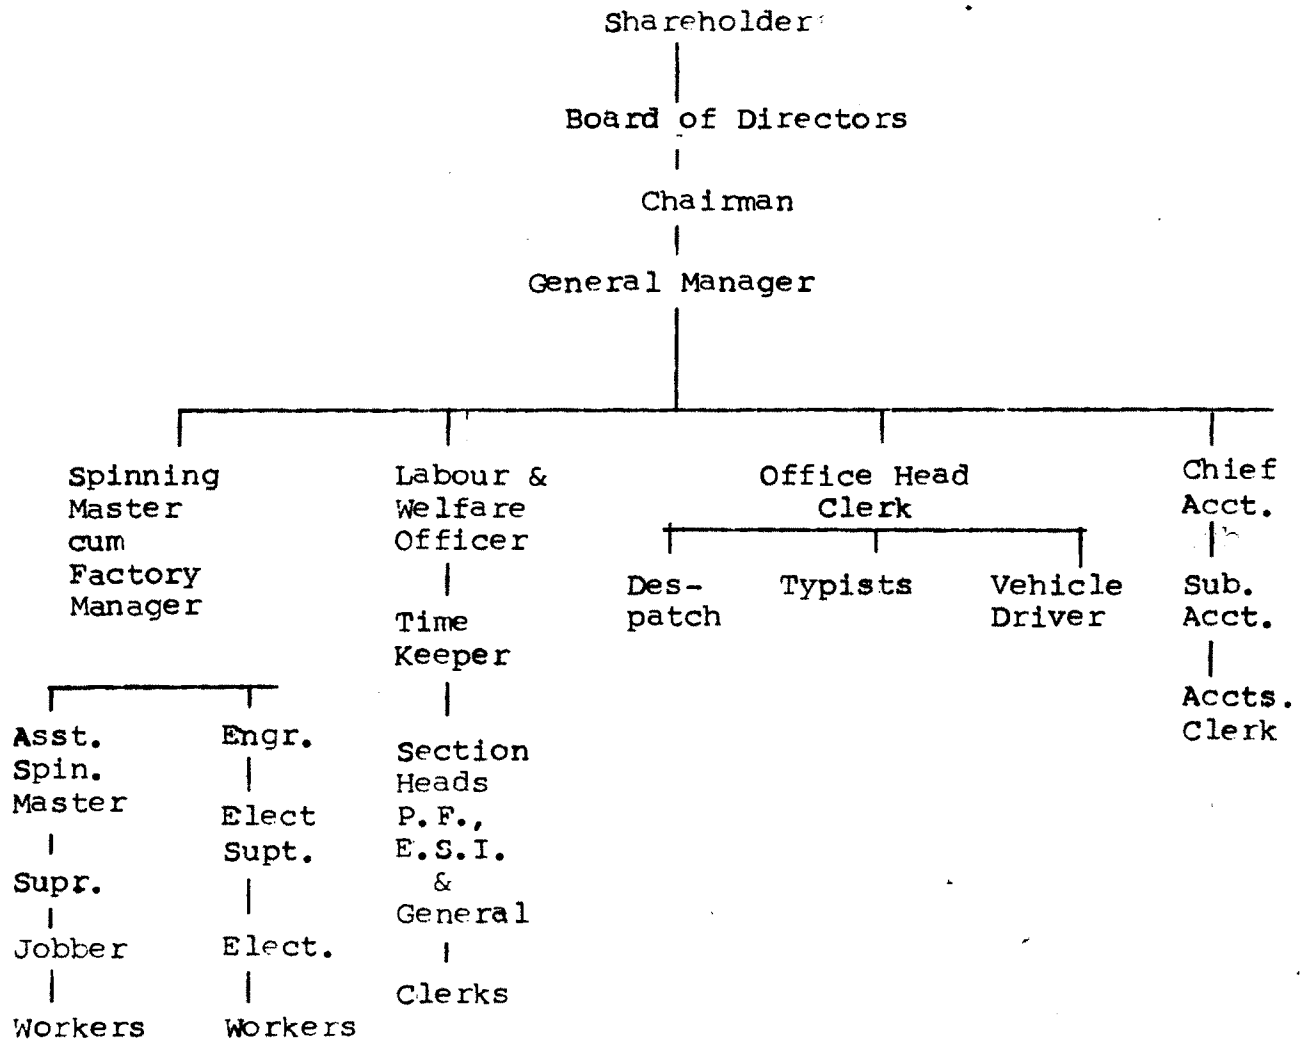 Shareholder
Board of Directors
Chairman
General Manager
Spinning
Master
cum
Factory
Manager
Labour &
Welfare
Officer
Office Head
Clerk
Chief
Acct.
Des-
patch
Typists
Vehicle
Driver
Sub.
Acct.
Time
Keeper
Accts.
Clerk
Asst.
Spin.
Master
Engr.
Section
Heads
P.F.,
E.S.I.
&
General
Elect
Supt.
Supr.
Jobber
Elect.
Clerks
Workers
Workers